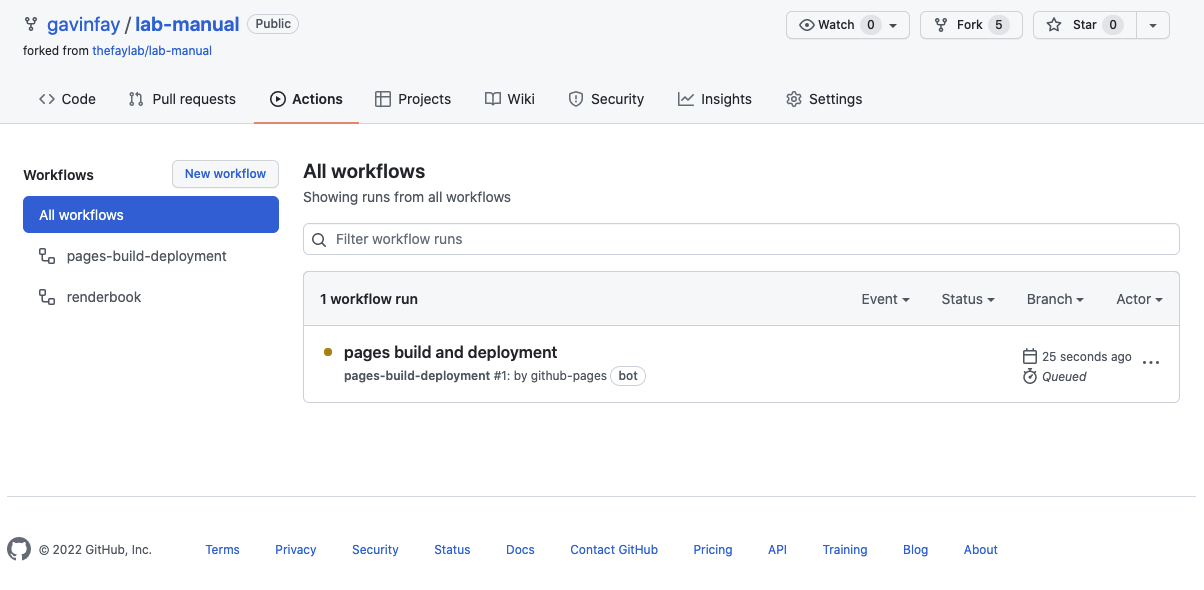 gavinfay / lab-manual Public
Watch 0 Fork 5 Star 0
forked from thefaylab/lab-manual
Code Pull requests Actions Projects Wiki Security Insights Settings
Workflows New workflow
All workflows
pages-build-deployment
renderbook
All workflows
Showing runs from all workflows
Filter workflow runs
1 workflow run Event Status Branch Actor
pages build and deployment
pages-build-deployment #1: by github-pages bot
25 seconds ago
Queued
© 2022 GitHub, Inc. Terms Privacy Security Status Docs Contact GitHub Pricing API Training Blog About